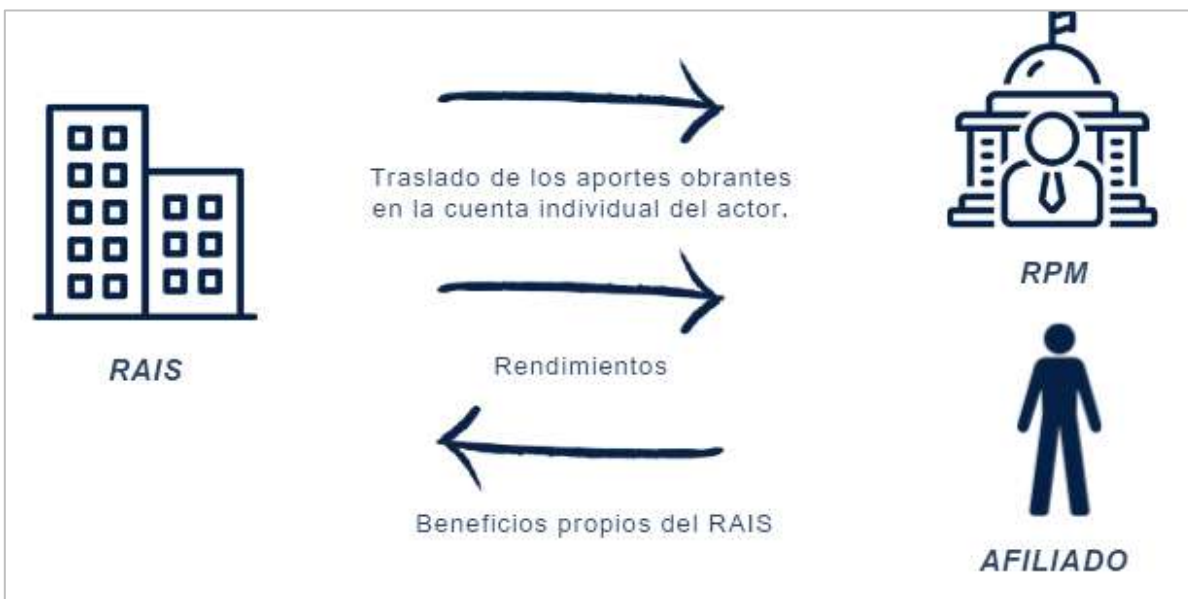 Traslado de los aportes obrantes
en la cuenta individual del actor.
RPM
RAIS
Rendimientos
Beneficios propios del RAIS
AFILIADO